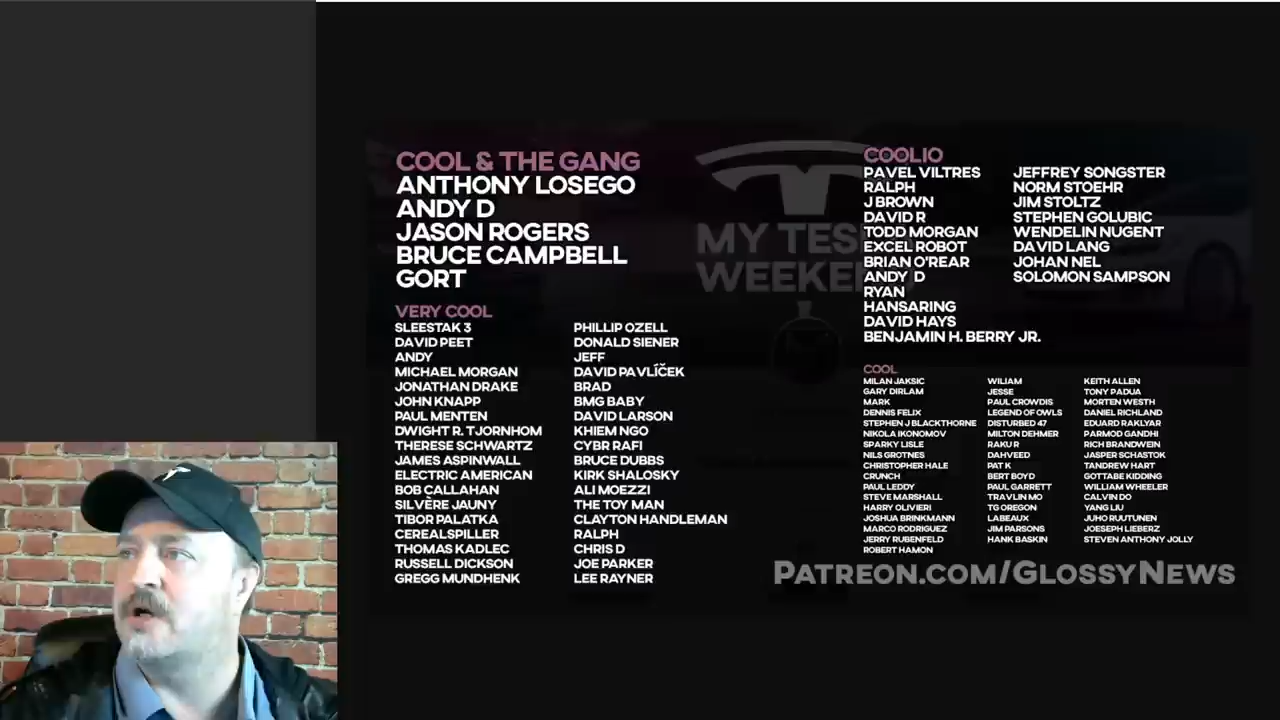 COOL & THE GANG
ANTHONY LOSEGO
ANDY D
JASON ROGERS
BRUCE CAMPBELL
GORT
VERY COOL
SLEESTAK 3
DAVID PEET
ANDY
MICHAEL MORGAN
JONATHAN DRAKE
JOHN KNAPP
PAUL MENTEN
DWIGHT R. TJORNHOM
THERESE SCHWARTZ
JAMES ASPINWALL
ELECTRIC AMERICAN
BOB CALLAHAN
SILVÈRE JAUNY
TIBOR PALATKA
CEREALSPILLER
THOMAS KADLEC
RUSSELL DICKSON
GREGG MUNDHENK
PHILLIP OZELL
DONALD SIENER
JEFF
DAVID PAVLÍČEK
BRAD
BMG BABY
DAVID LARSON
KHIEM NGO
CYBR RAFI
BRUCE DUBBS
KIRK SHALOSKY
ALI MOEZZI
THE TOY MAN
CLAYTON HANDLEMAN
RALPH
CHRIS D
JOE PARKER
LEE RAYNER
MY TES
WEEKE
COOLIO
PAVEL VILTRES
RALPH
J BROWN
DAVID R
TODD MORGAN
EXCEL ROBOT
BRIAN O'REAR
ANDY D
RYAN
HANSARING
DAVID HAYS
BENJAMIN H. BERRY JR.
JEFFREY SONGSTER
NORM STOEHR
JIM STOLTZ
STEPHEN GOLUBIC
WENDELIN NUGENT
DAVID LANG
JOHAN NEL
SOLOMON SAMPSON
COOL
MILAN JAKSIC
GARY DIRLAM
MARK
DENNIS FELIX
STEPHEN J BLACKTHORNE
NIKOLA IKONOMOV
SPARKY LISLE
NILS GROTNES
CHRISTOPHER HALE
CRUNCH
PAUL LEDDY
STEVE MARSHALL
HARRY OLIVIERI
JOSHUA BRINKMANN
MARCO RODRIGUEZ
JERRY RUBENFELD
ROBERT HAMON
WILIAM
JESSE
PAUL CROWDIS
LEGEND OF OWLS
DISTURBED 47
MILTON DEHMER
RAKU R
DAHVEED
PAT K
BERT BOYD
PAUL GARRETT
TRAVLIN MO
TG OREGON
LABEAUX
JIM PARSONS
HANK BASKIN
KEITH ALLEN
TONY PADUA
MORTEN WESTH
DANIEL RICHLAND
EDUARD RAKLYAR
PARMOD GANDHI
RICH BRANDWEIN
JASPER SCHASTOK
TANDREW HART
GOTTABE KIDDING
WILLIAM WHEELER
CALVIN DO
YANG LIU
JUHO RUUTUNEN
JOESEPH LIEBERZ
STEVEN ANTHONY JOLLY
PATREON.COM/GLOSSYNEWS